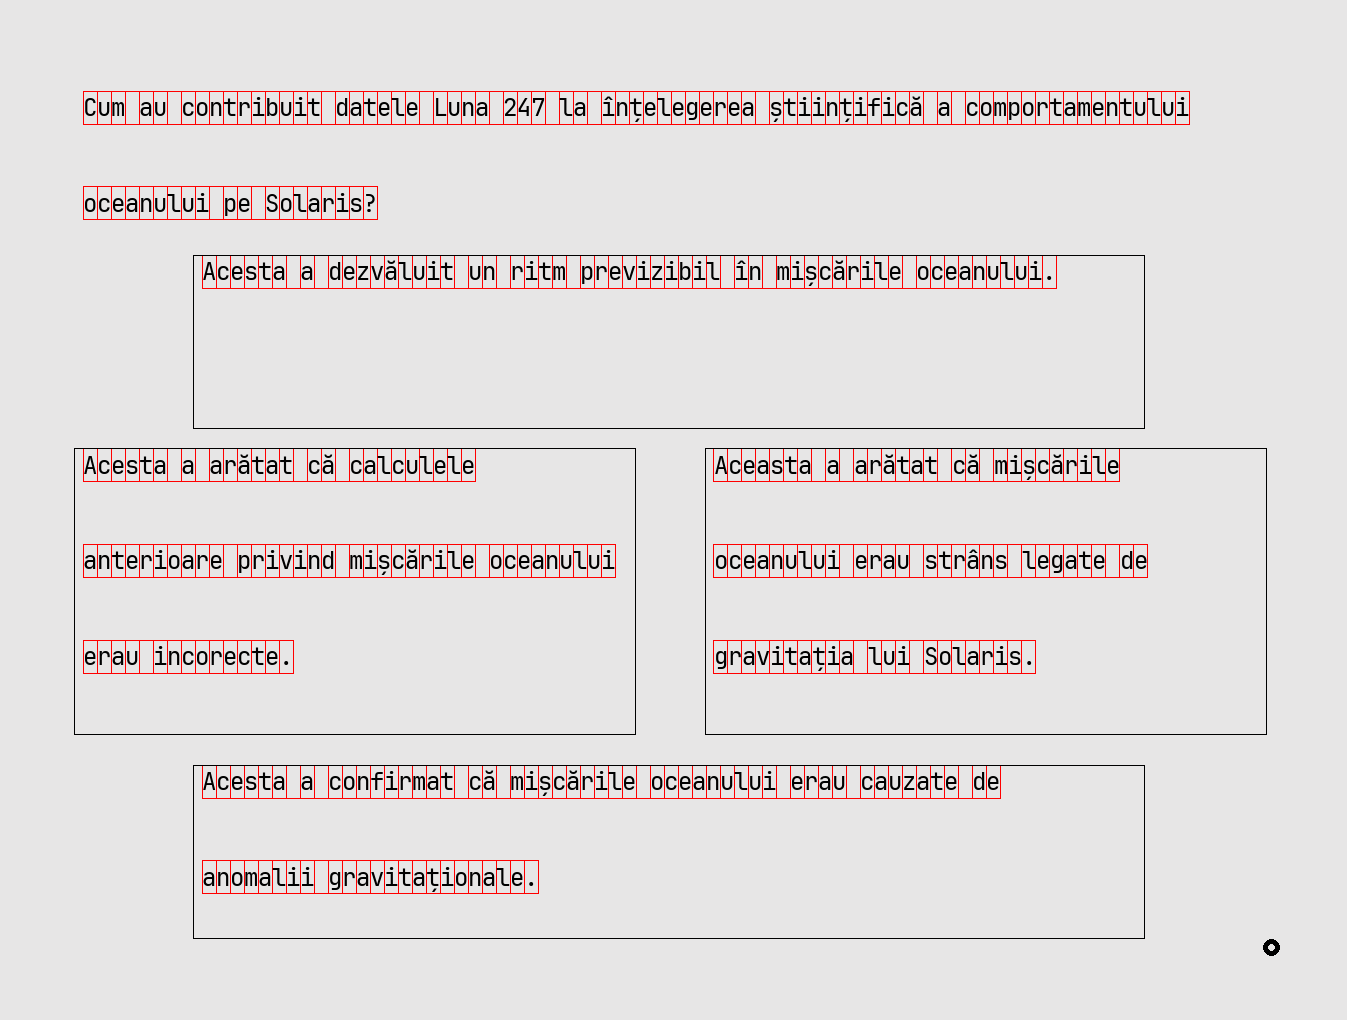 Cum au contribuit datele Luna 247 la înțelegerea științifică a comportamentului
oceanului pe Solaris?
Acesta a dezvăluit un ritm previzibil în mișcările oceanului.
Acesta a arătat că calculele
anterioare privind mișcările oceanului
erau incorecte.
Aceasta a arătat că mișcările
oceanului erau strâns legate de
gravitația lui Solaris.
Acesta a confirmat că mișcările oceanului erau cauzate de
anomalii gravitaționale.